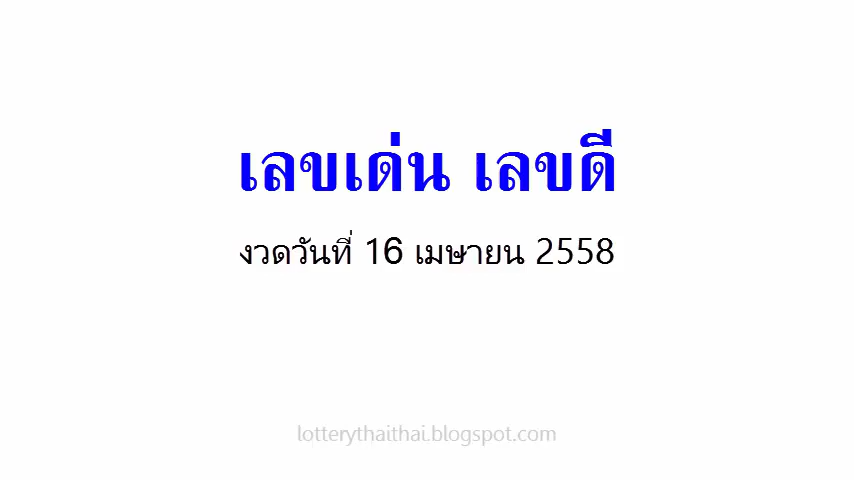 เลขเด่น เลขดี
งวดวันที่ 16 เมษายน 2558
lotterythaithai.blogspot.com